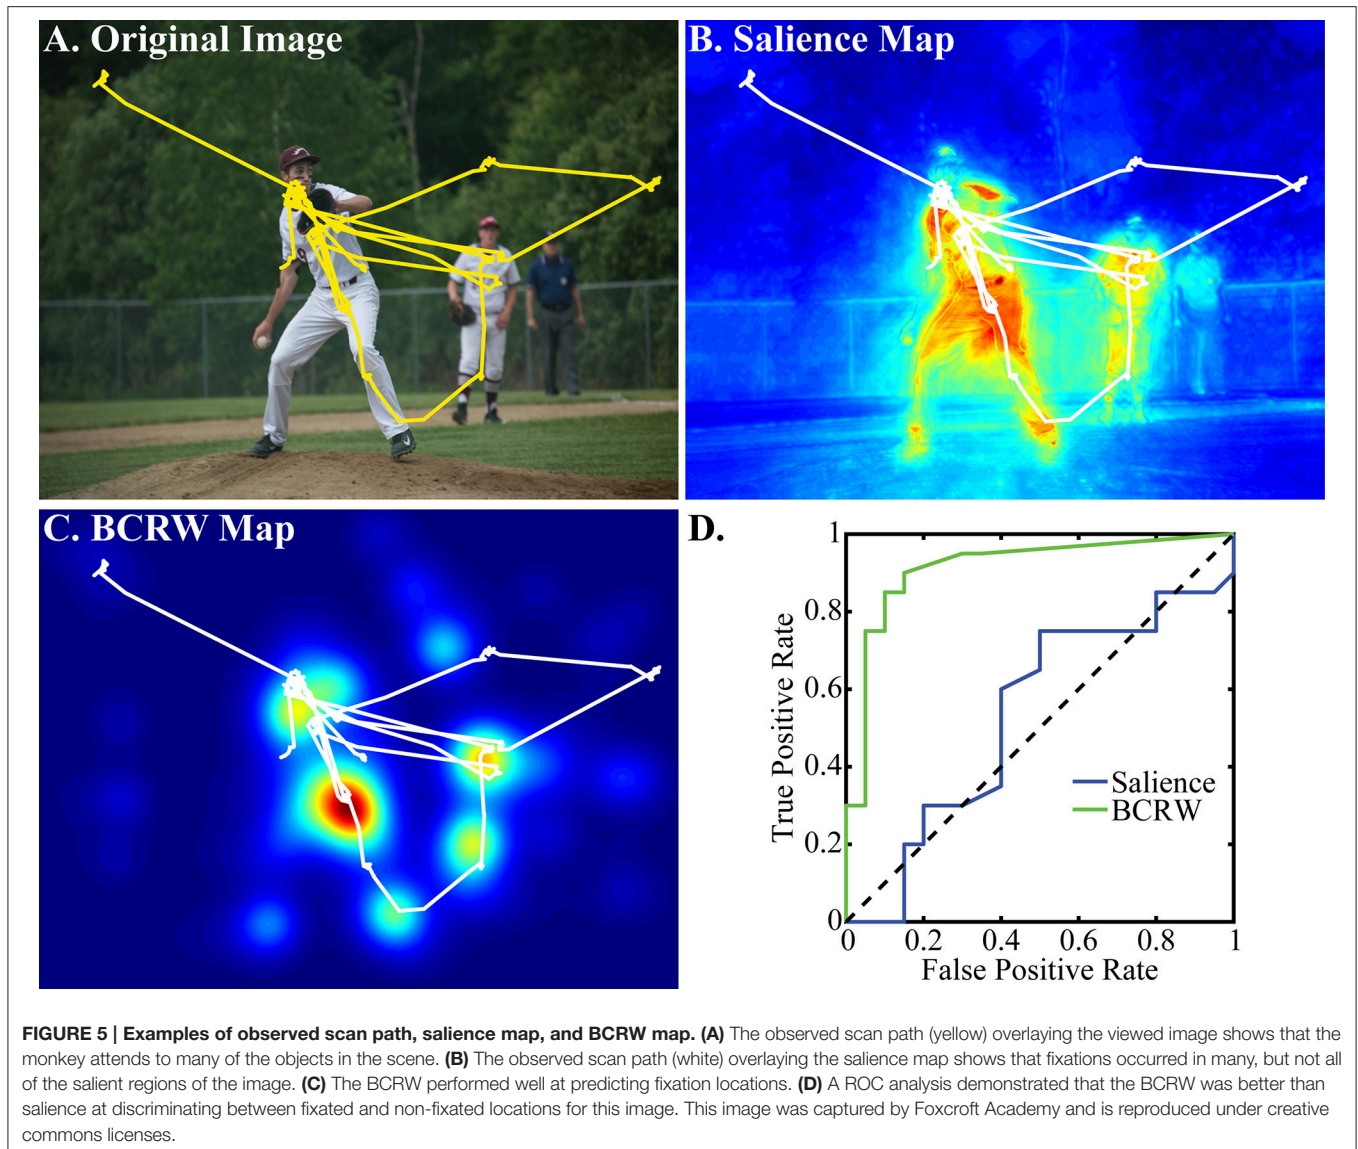 A. Original Image
B. Salience Map
C. BCRW Map
D.
1
0.8
0.6
0.4
0.2
0
True Positive Rate
Salience
BCRW
0 0.2 0.4 0.6 0.8 1
False Positive Rate
FIGURE 5 | Examples of observed scan path, salience map, and BCRW map. (A) The observed scan path (yellow) overlaying the viewed image shows that the
monkey attends to many of the objects in the scene. (B) The observed scan path (white) overlaying the salience map shows that fixations occurred in many, but not all
of the salient regions of the image. (C) The BCRW performed well at predicting fixation locations. (D) A ROC analysis demonstrated that the BCRW was better than
salience at discriminating between fixated and non-fixated locations for this image. This image was captured by Foxcroft Academy and is reproduced under creative
commons licenses.